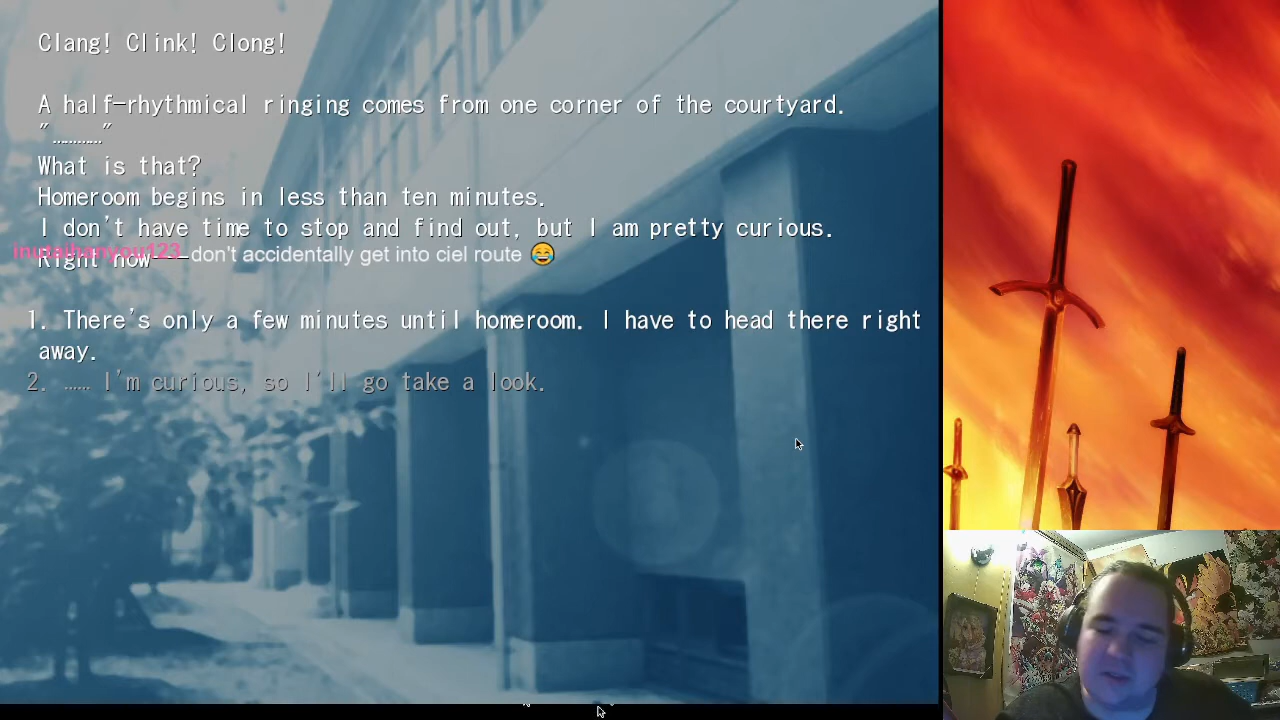 Clang! Clink! Clong!
A half-rhythmical ringing comes from one corner of the courtyard.
"…………"
What is that?
Homeroom begins in less than ten minutes.
I don't have time to stop and find out, but I am pretty curious.
Right now――
inutaihanyou123 don't accidentally get into ciel route 😂
1. There's only a few minutes until homeroom. I have to head there right
away.
2. …… I'm curious, so I'll go take a look.